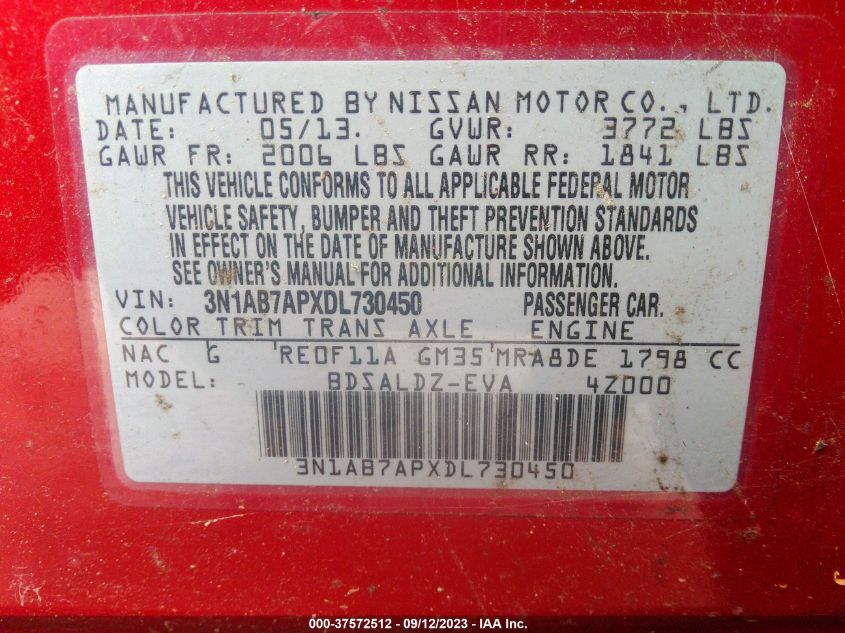 MANUFACTURED BY NISSAN MOTOR CO., LTD.
DATE: 05/13. GVWR: 3772 LBS
GAWR FR: 2006 LBS GAWR RR: 1841 LBS
THIS VEHICLE CONFORMS TO ALL APPLICABLE FEDERAL MOTOR
VEHICLE SAFETY, BUMPER AND THEFT PREVENTION STANDARDS
IN EFFECT ON THE DATE OF MANUFACTURE SHOWN ABOVE.
SEE OWNER'S MANUAL FOR ADDITIONAL INFORMATION.
VIN: 3N1AB7APXDL730450 PASSENGER CAR.
COLOR TRIM TRANS AXLE ENGINE
NAC G 'RE0F11A GM35'MRA8DE 1798 CC
MODEL: BDSALDZ-EVA 4Z000
3N1AB7APXDL730450
000-37572512 - 09/12/2023 - IAA Inc.